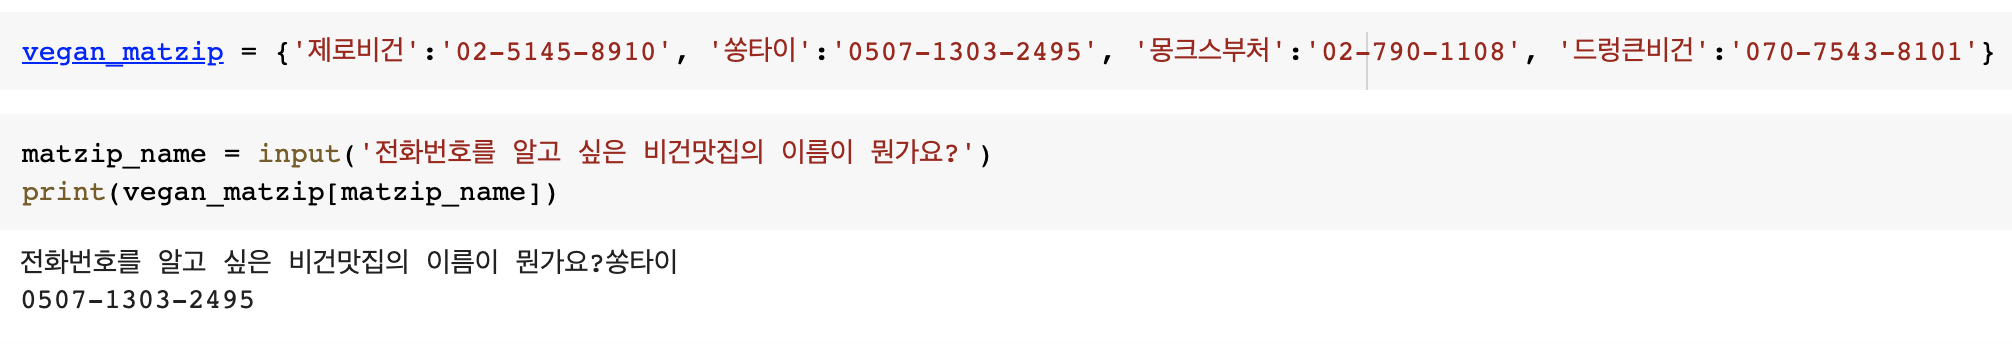 vegan_matzip = {'제로비건':'02-5145-8910', '쏭타이':'0507-1303-2495', '몽크스부처':'02-790-1108', '드렁큰비건':'070-7543-8101'}
matzip_name = input('전화번호를 알고 싶은 비건맛집의 이름이 뭔가요?')
print(vegan_matzip[matzip_name])
전화번호를 알고 싶은 비건맛집의 이름이 뭔가요?쏭타이
0507-1303-2495